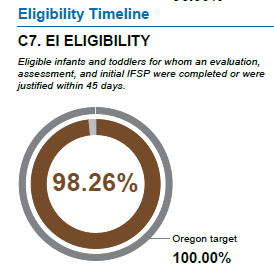 Eligibility Timeline
C7. EI ELIGIBILITY
Eligible infants and toddlers for whom an evaluation,
assessment, and initial IFSP were completed or were
justified within 45 days.
98.26%
Oregon target
100.00%